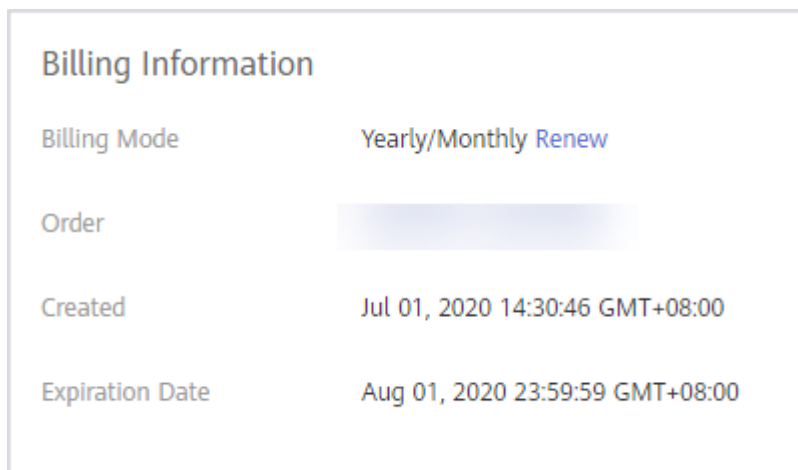 Billing Information
Billing Mode Yearly/Monthly Renew
Order
Created Jul 01, 2020 14:30:46 GMT+08:00
Expiration Date Aug 01, 2020 23:59:59 GMT+08:00